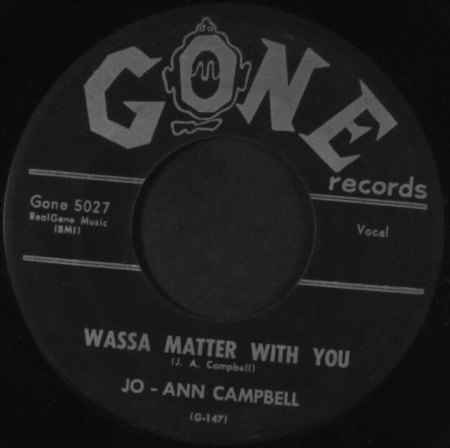 GONE
records
Gone 5027
RealGone Music
(BMI)
Vocal
WASSA MATTER WITH YOU
(J. A. Campbell)
JO - ANN CAMPBELL
(G-147)